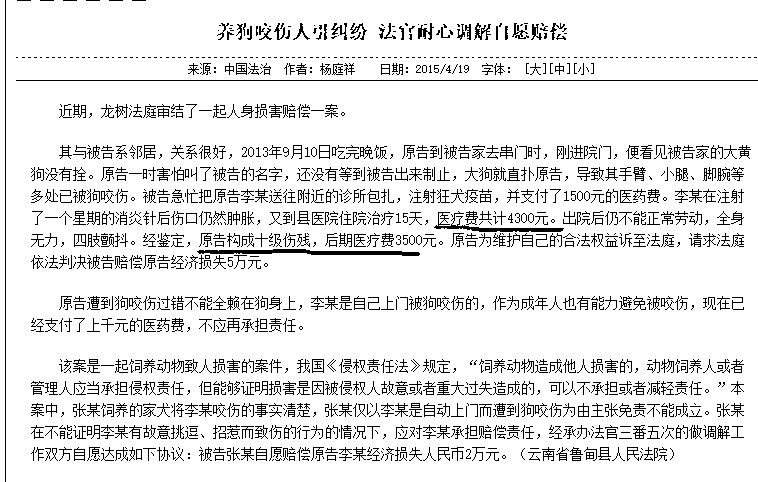 养狗咬伤人引纠纷 法官耐心调解自愿赔偿
来源：中国法治 作者：杨庭祥 日期：2015/4/19 字体：[大][中][小]
近期，龙树法庭审结了一起人身损害赔偿一案。
其与被告系邻居，关系很好，2013年9月10日吃完晚饭，原告到被告家去串门时，刚进院门，便看见被告家的大黄
狗没有拴。原告一时害怕叫了被告的名字，还没有等到被告出来制止，大狗就直扑原告，导致其手臂、小腿、脚腕等
多处已被狗咬伤。被告急忙把原告李某送往附近的诊所包扎，注射狂犬疫苗，并支付了1500元的医药费。李某在注射
了一个星期的消炎针后伤口仍然肿胀，又到县医院住院治疗15天，医疗费共计4300元。出院后仍不能正常劳动，全身
无力，四肢颤抖。经鉴定，原告构成十级伤残，后期医疗费3500元。原告为维护自己的合法权益诉至法庭，请求法庭
依法判决被告赔偿原告经济损失5万元。
原告遭到狗咬伤过错不能全赖在狗身上，李某是自己上门被狗咬伤的，作为成年人也有能力避免被咬伤，现在已
经支付了上千元的医药费，不应再承担责任。
该案是一起饲养动物致人损害的案件，我国《侵权责任法》规定，“饲养动物造成他人损害的，动物饲养人或者
管理人应当承担侵权责任，但能够证明损害是因被侵权人故意或者重大过失造成的，可以不承担或者减轻责任。”本
案中，张某饲养的家犬将李某咬伤的事实清楚，张某仅以李某是自动上门而遭到狗咬伤为由主张免责不能成立。张某
在不能证明李某有故意挑逗、招惹而致伤的行为的情况下，应对李某承担赔偿责任，经承办法官三番五次的做调解工
作双方自愿达成如下协议：被告张某自愿赔偿原告李某经济损失人民币2万元。（云南省鲁甸县人民法院）